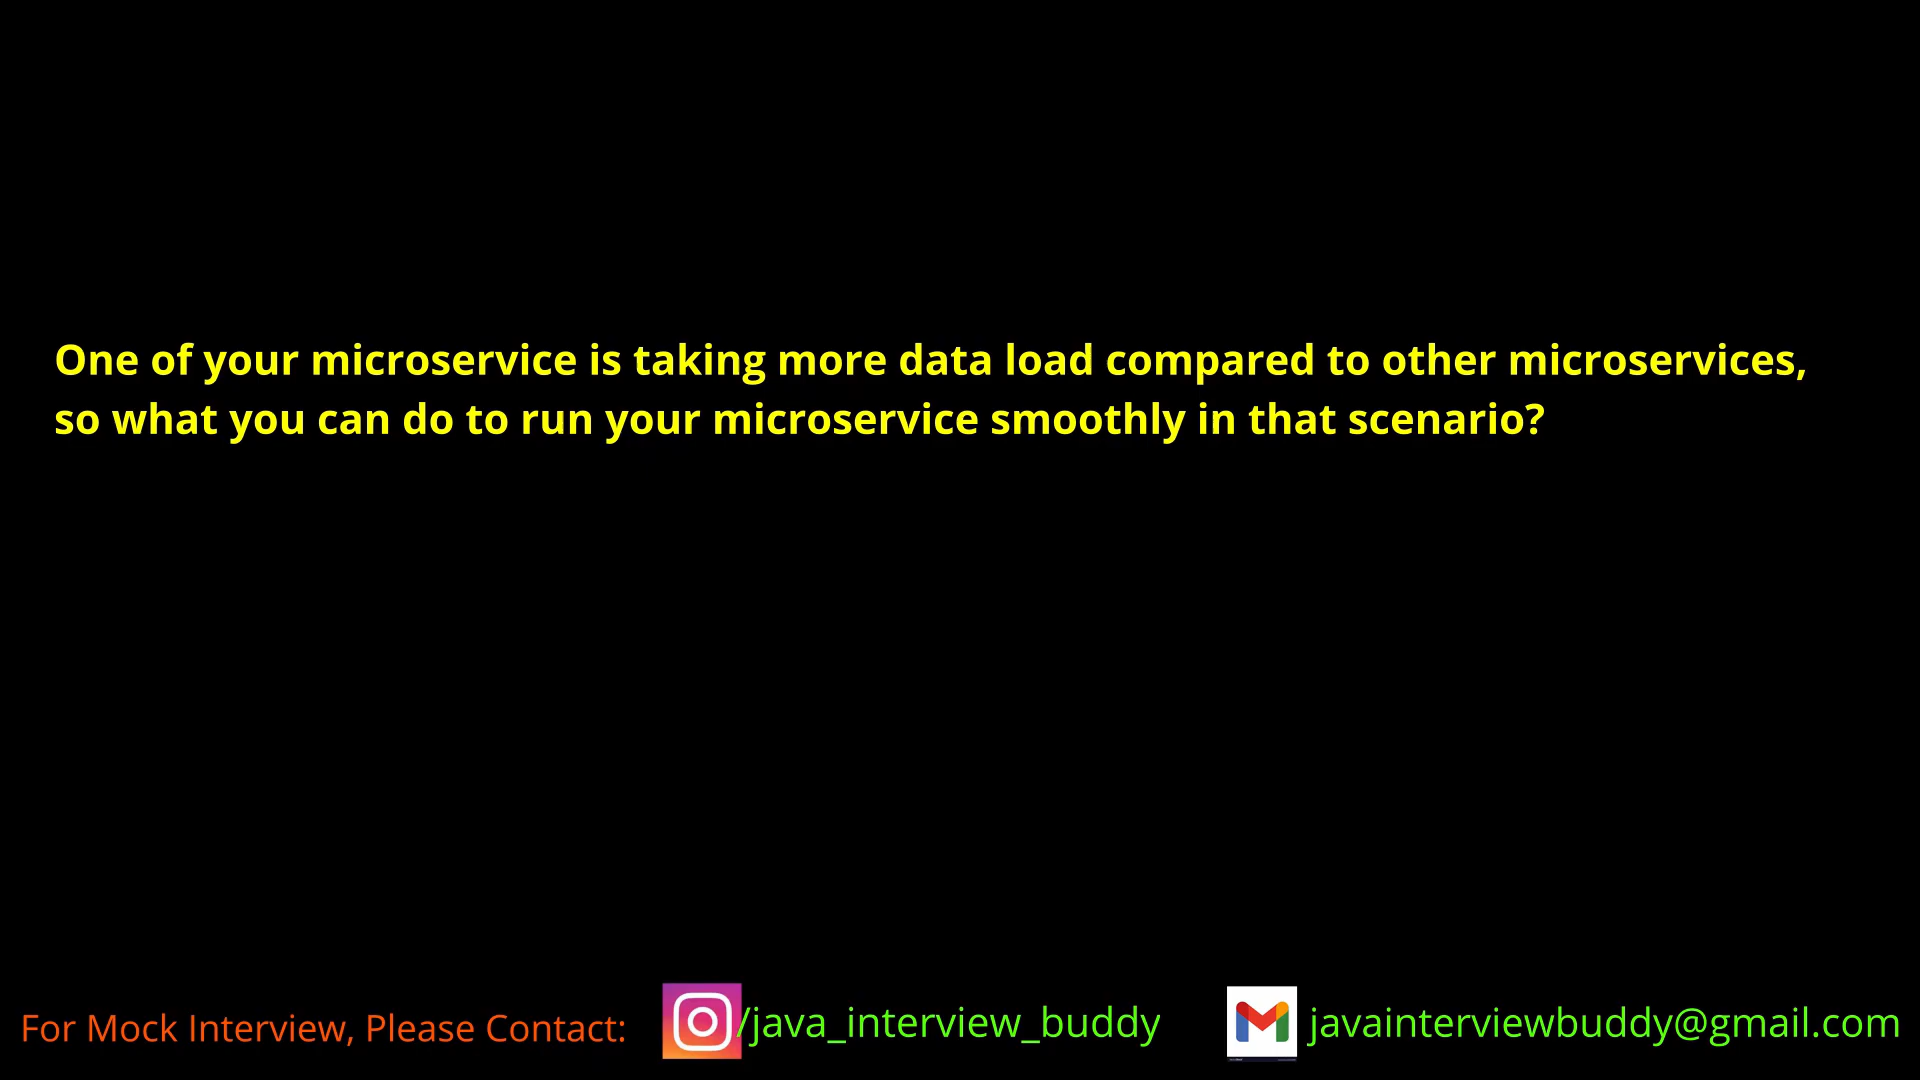 One of your microservice is taking more data load compared to other microservices,
so what you can do to run your microservice smoothly in that scenario?
For Mock Interview, Please Contact: /java_interview_buddy javainterviewbuddy@gmail.com